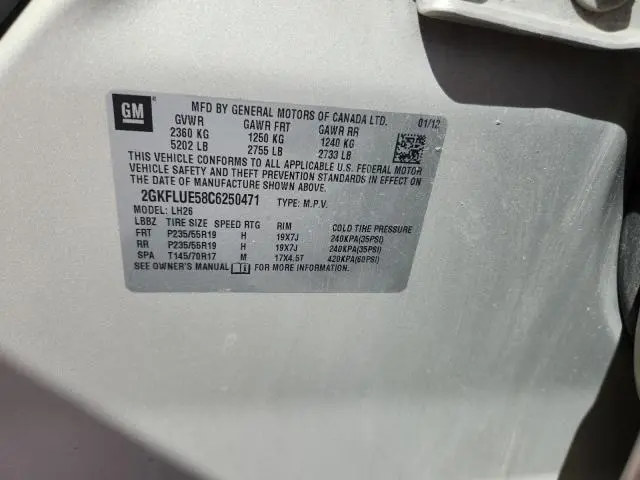 GM
MFD BY GENERAL MOTORS OF CANADA LTD. 01/12
GVWR GAWR FRT GAWR RR
2360 KG 1250 KG 1240 KG
5202 LB 2755 LB 2733 LB
THIS VEHICLE CONFORMS TO ALL APPLICABLE U.S. FEDERAL MOTOR
VEHICLE SAFETY AND THEFT PREVENTION STANDARDS IN EFFECT ON
THE DATE OF MANUFACTURE SHOWN ABOVE.
2GKFLUE58C6250471 TYPE: M.P.V.
MODEL: LH26
LBBZ TIRE SIZE SPEED RTG RIM COLD TIRE PRESSURE
FRT P235/55R19 H 19X7J 240KPA(35PSI)
RR P235/55R19 H 19X7J 240KPA(35PSI)
SPA T145/70R17 M 17X4.5T 420KPA(60PSI)
SEE OWNER'S MANUAL FOR MORE INFORMATION.